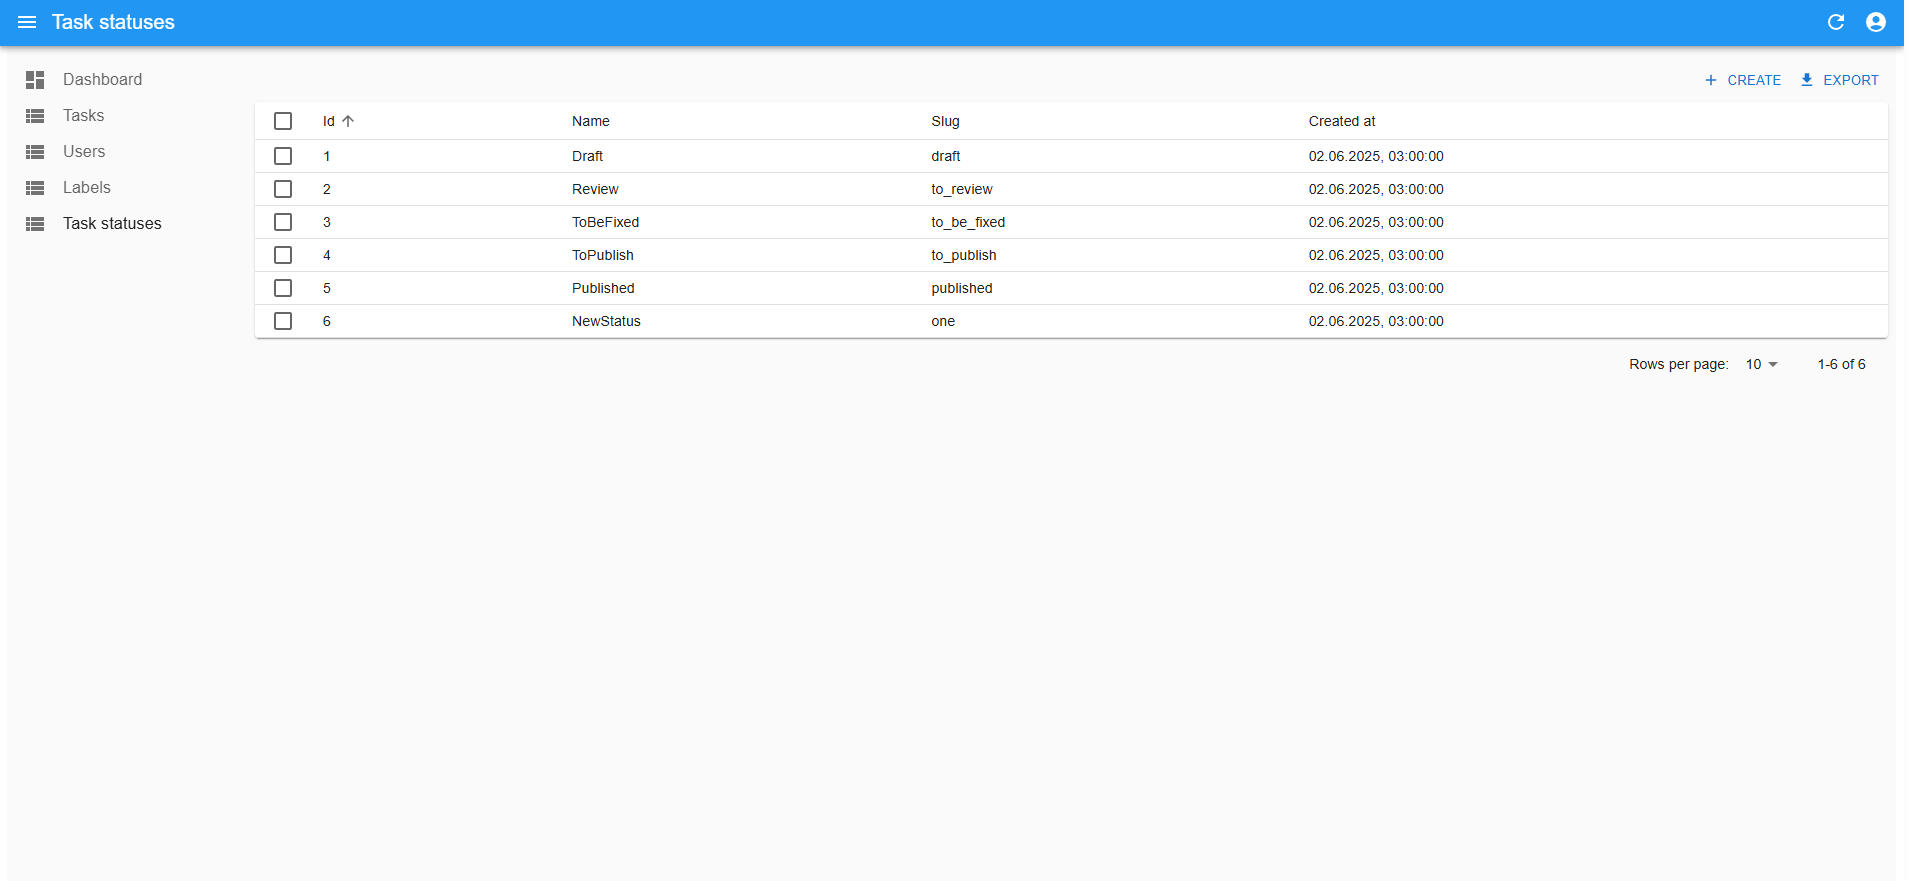 Task statuses
Dashboard
Tasks
Users
Labels
Task statuses
CREATE EXPORT
Id Name Slug Created at
1 Draft draft 02.06.2025, 03:00:00
2 Review to_review 02.06.2025, 03:00:00
3 ToBeFixed to_be_fixed 02.06.2025, 03:00:00
4 ToPublish to_publish 02.06.2025, 03:00:00
5 Published published 02.06.2025, 03:00:00
6 NewStatus one 02.06.2025, 03:00:00
Rows per page: 10 1-6 of 6